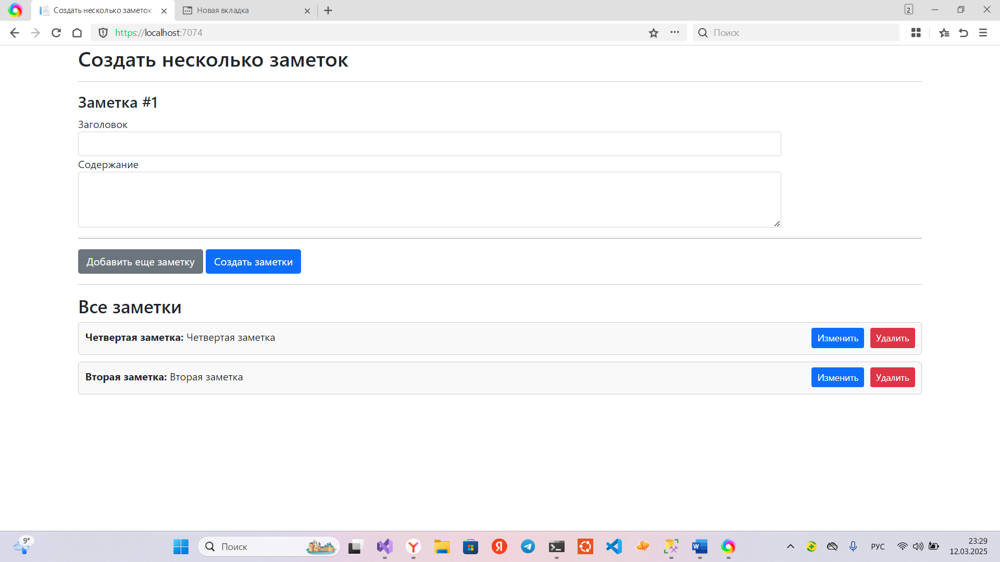 Создать несколько заметок -
Новая вкладка
2
https://localhost:7074
Поиск
Создать несколько заметок
Заметка #1
Заголовок
Содержание
Добавить еще заметку Создать заметки
Все заметки
Четвертая заметка: Четвертая заметка Изменить Удалить
Вторая заметка: Вторая заметка Изменить Удалить
9°
Поиск
РУС
23:29
12.03.2025